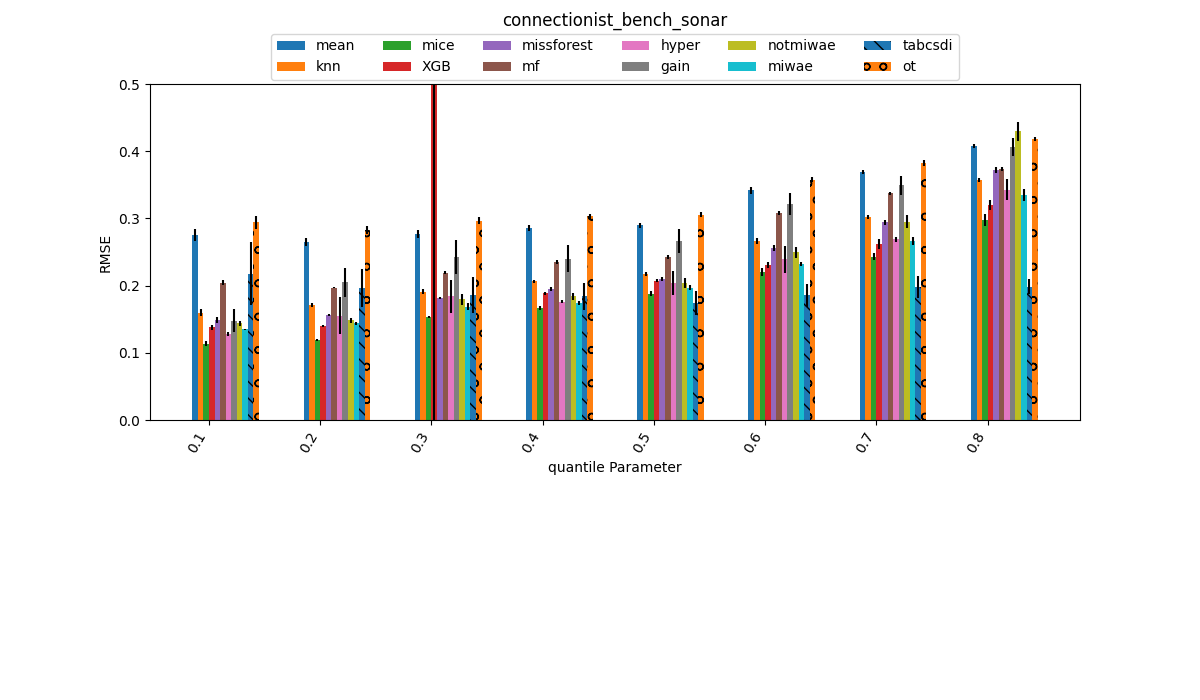 connectionist_bench_sonar
mean mice missforest hyper notmiwae tabcsdi
knn XGB mf gain miwae ot
0.5
0.4
0.3
0.2
0.1
0.0
RMSE
0.1 0.2 0.3 0.4 0.5 0.6 0.7 0.8
quantile Parameter